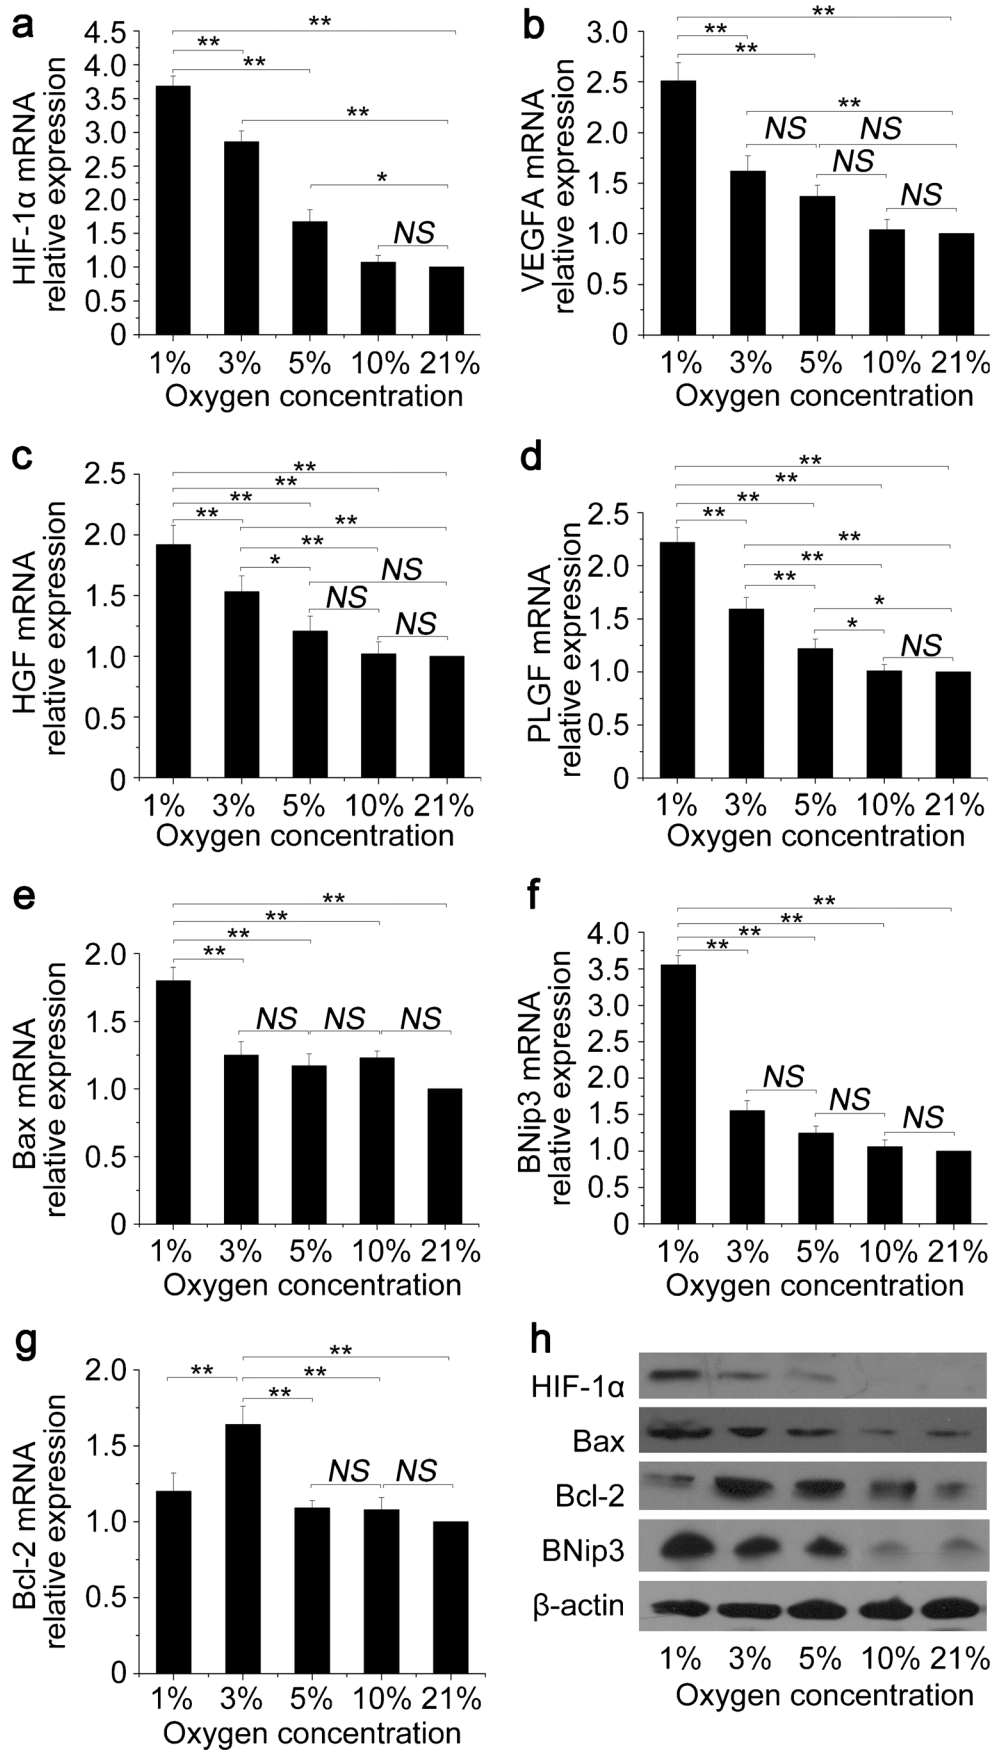 a
**
**
**
**
*
NS
4.5
4.0
3.5
3.0
2.5
2.0
1.5
1.0
0.5
0
HIF-1α mRNA
relative expression
1% 3% 5% 10% 21%
Oxygen concentration
b
**
**
**
**
NS NS
NS
NS
3.0
2.5
2.0
1.5
1.0
0.5
0
VEGFA mRNA
relative expression
1% 3% 5% 10% 21%
Oxygen concentration
c
**
**
**
** **
**
*
NS
NS
NS
2.5
2.0
1.5
1.0
0.5
0
HGF mRNA
relative expression
1% 3% 5% 10% 21%
Oxygen concentration
d
**
**
**
**
**
**
**
*
*
NS
2.5
2.0
1.5
1.0
0.5
0
PLGF mRNA
relative expression
1% 3% 5% 10% 21%
Oxygen concentration
e
**
**
**
**
NS NS NS
2.0
1.5
1.0
0.5
0
Bax mRNA
relative expression
1% 3% 5% 10% 21%
Oxygen concentration
f
**
**
**
**
NS
NS
NS
4.0
3.5
3.0
2.5
2.0
1.5
1.0
0.5
0
BNip3 mRNA
relative expression
1% 3% 5% 10% 21%
Oxygen concentration
g
**
** **
**
NS NS
2.0
1.5
1.0
0.5
0
Bcl-2 mRNA
relative expression
1% 3% 5% 10% 21%
Oxygen concentration
h
HIF-1α
Bax
Bcl-2
BNip3
β-actin
1% 3% 5% 10% 21%
Oxygen concentration